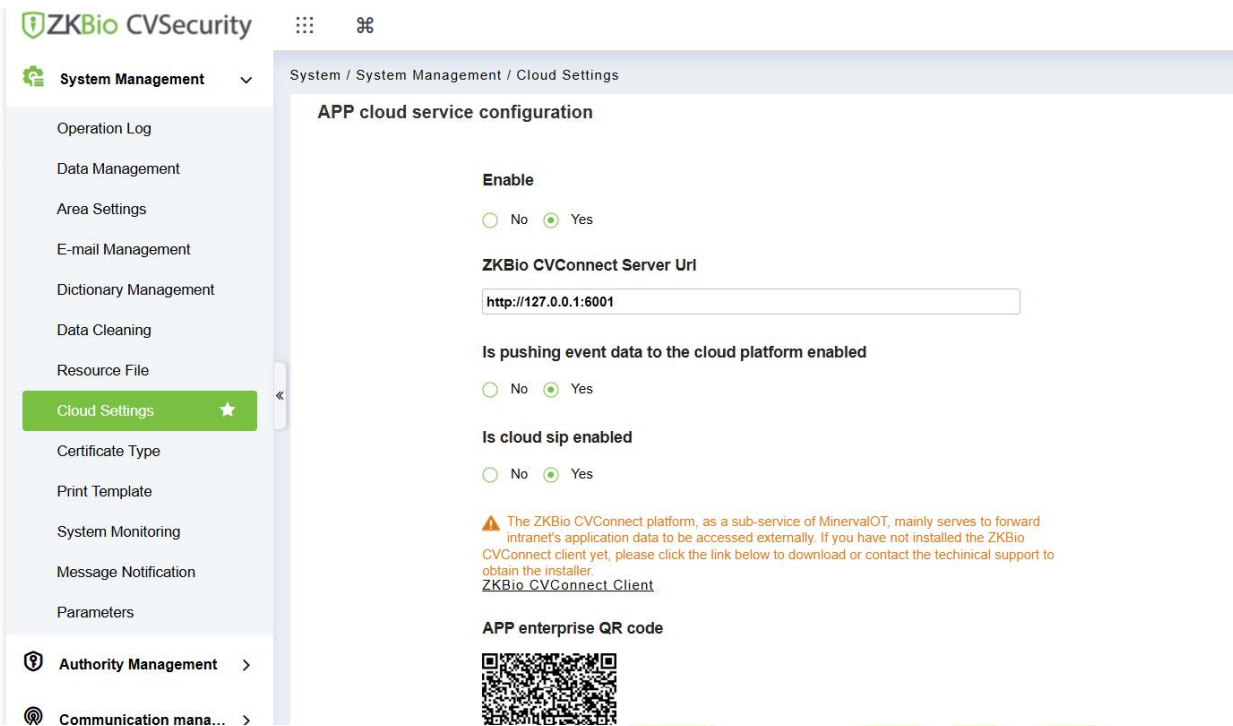 ZKBio CVSecurity
System Management
Operation Log
Data Management
Area Settings
E-mail Management
Dictionary Management
Data Cleaning
Resource File
Cloud Settings
Certificate Type
Print Template
System Monitoring
Message Notification
Parameters
Authority Management
Communication mana...
System / System Management / Cloud Settings
APP cloud service configuration
Enable
No Yes
ZKBio CVConnect Server Url
http://127.0.0.1:6001
Is pushing event data to the cloud platform enabled
No Yes
Is cloud sip enabled
No Yes
The ZKBio CVConnect platform, as a sub-service of MinervaIOT, mainly serves to forward
intranet's application data to be accessed externally. If you have not installed the ZKBio
CVConnect client yet, please click the link below to download or contact the techinical support to
obtain the installer.
ZKBio CVConnect Client
APP enterprise QR code